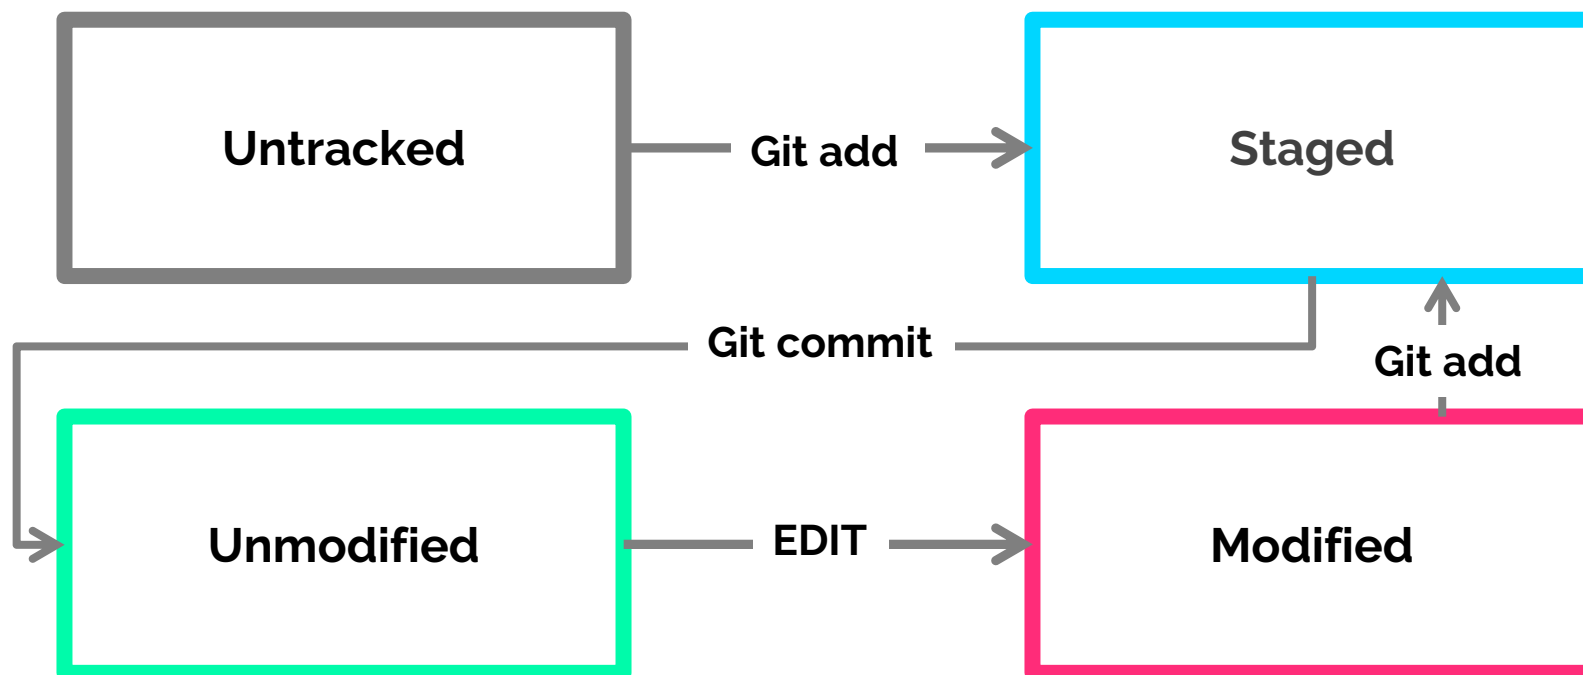 Untracked
Git add
Staged
Git commit
Git add
Unmodified
EDIT
Modified